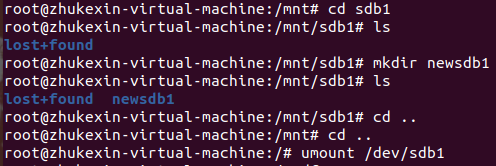 root@zhukexin-virtual-machine:/mnt# cd sdb1
root@zhukexin-virtual-machine:/mnt/sdb1# ls
lost+found
root@zhukexin-virtual-machine:/mnt/sdb1# mkdir newsdb1
root@zhukexin-virtual-machine:/mnt/sdb1# ls
lost+found  newsdb1
root@zhukexin-virtual-machine:/mnt/sdb1# cd ..
root@zhukexin-virtual-machine:/mnt# cd ..
root@zhukexin-virtual-machine:/# umount /dev/sdb1